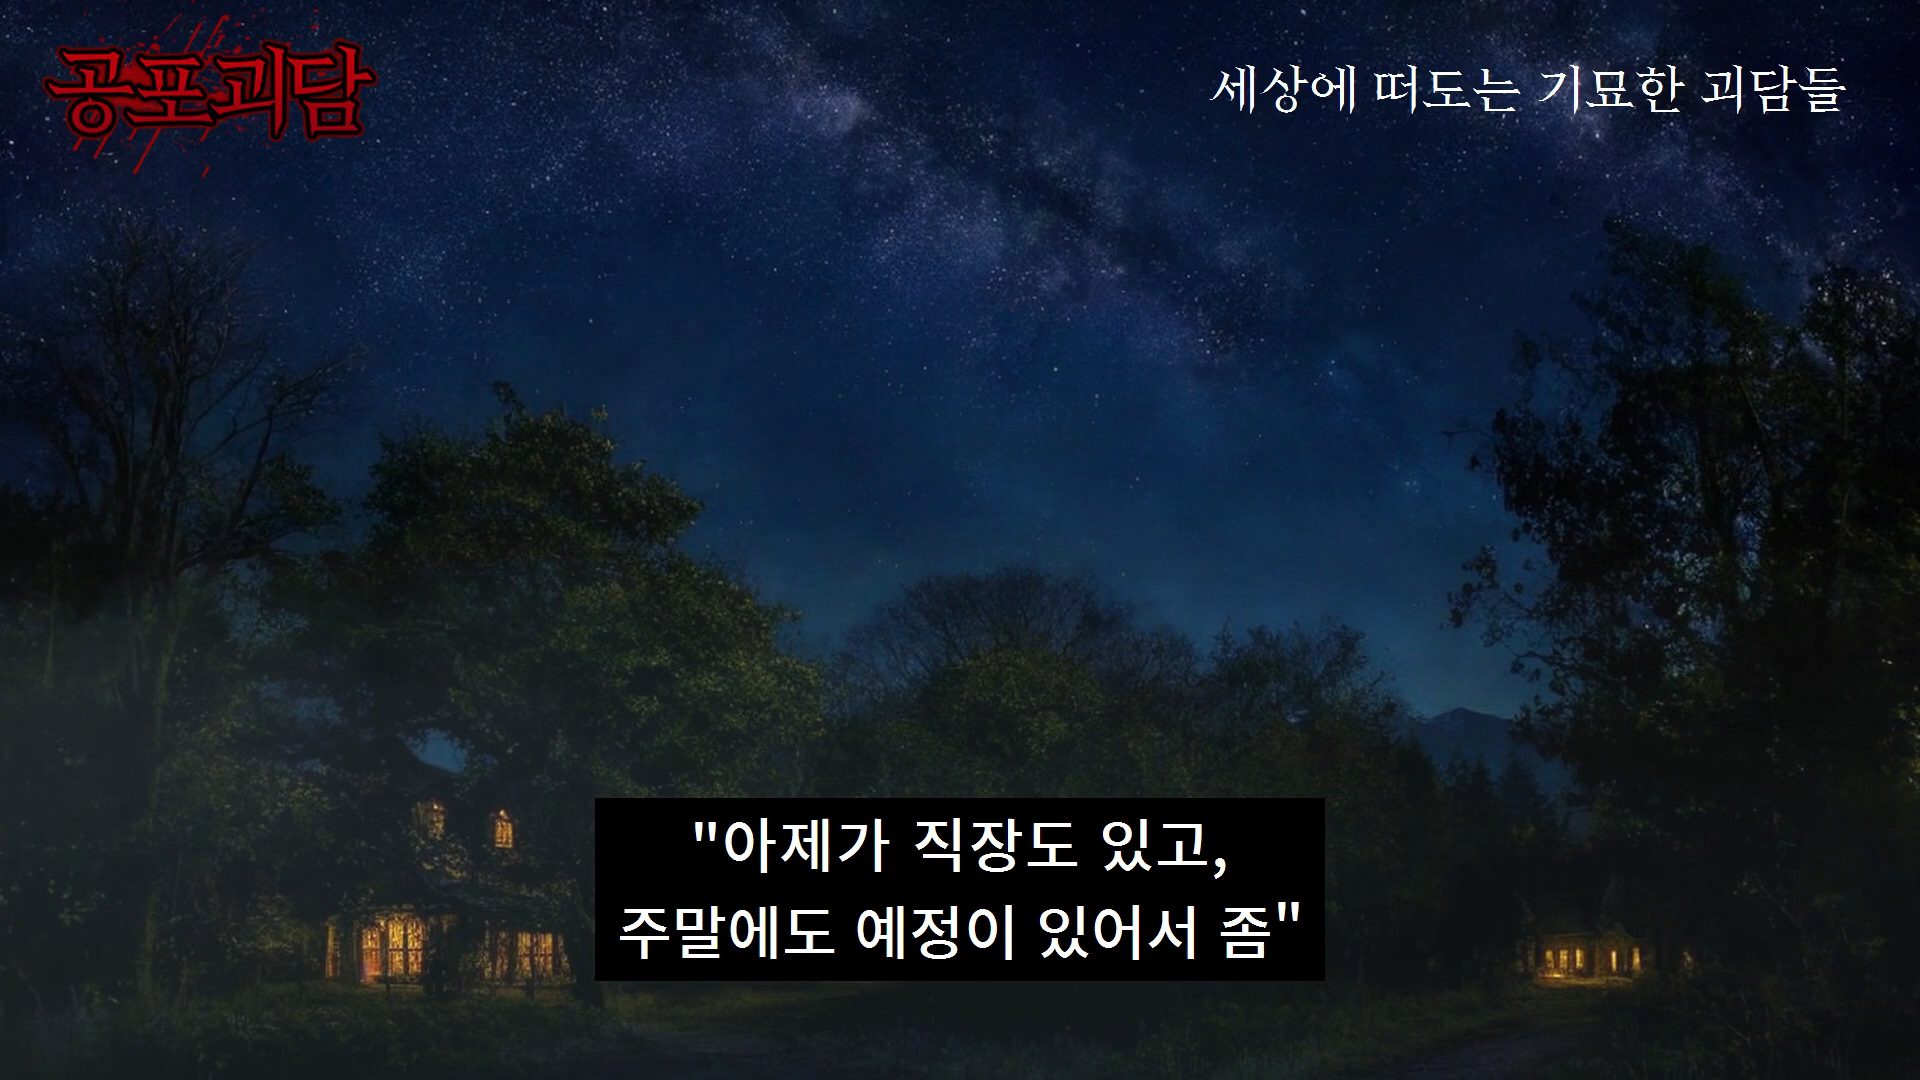 공포괴담
세상에 떠도는 기묘한 괴담들
"아제가 직장도 있고,
주말에도 예정이 있어서 좀"